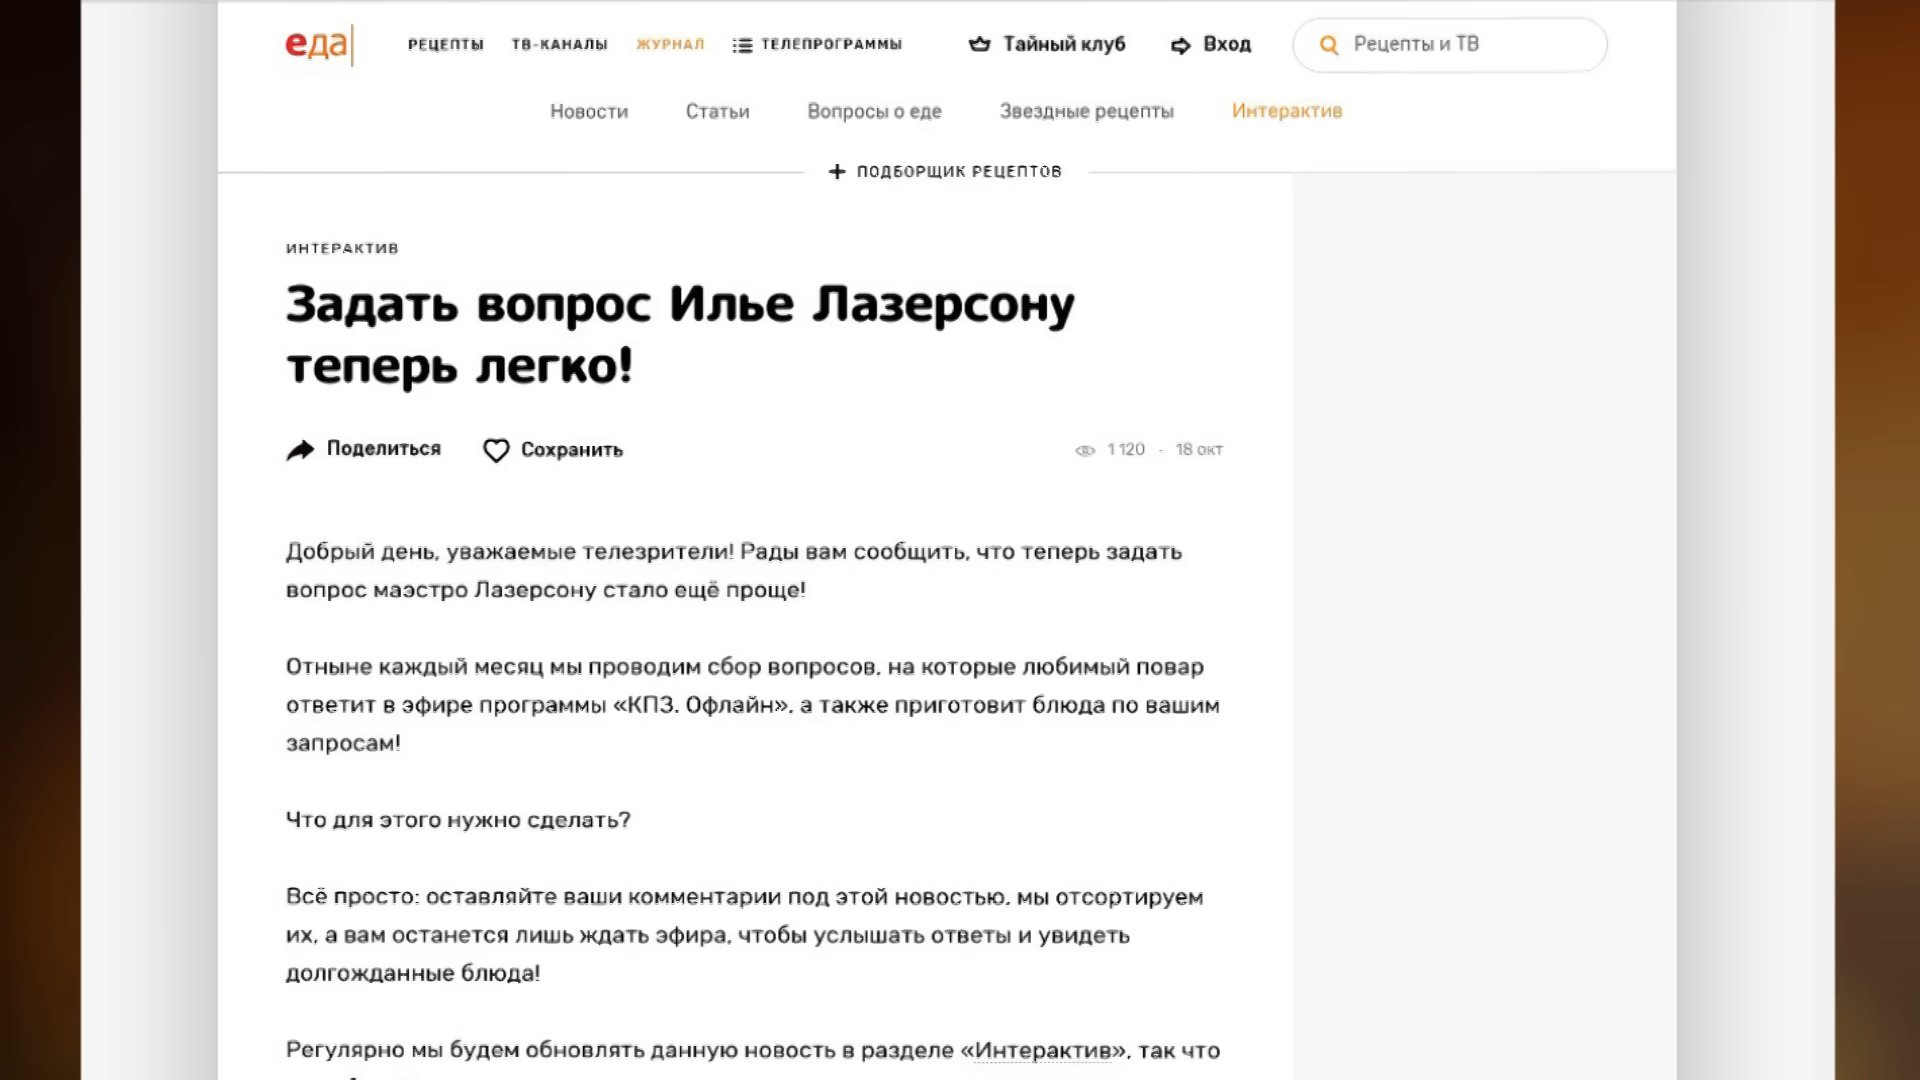 еда
РЕЦЕПТЫ ТВ-КАНАЛЫ ЖУРНАЛ ТЕЛЕПРОГРАММЫ Тайный клуб Вход Рецепты и ТВ
Новости Статьи Вопросы о еде Звездные рецепты Интерактив
+ ПОДБОРЩИК РЕЦЕПТОВ
ИНТЕРАКТИВ
Задать вопрос Илье Лазерсону
теперь легко!
Поделиться Сохранить 1 120 - 18 окт
Добрый день, уважаемые телезрители! Рады вам сообщить, что теперь задать
вопрос маэстро Лазерсону стало ещё проще!
Отныне каждый месяц мы проводим сбор вопросов, на которые любимый повар
ответит в эфире программы «КПЗ. Офлайн», а также приготовит блюда по вашим
запросам!
Что для этого нужно сделать?
Всё просто: оставляйте ваши комментарии под этой новостью, мы отсортируем
их, а вам останется лишь ждать эфира, чтобы услышать ответы и увидеть
долгожданные блюда!
Регулярно мы будем обновлять данную новость в разделе «Интерактив», так что